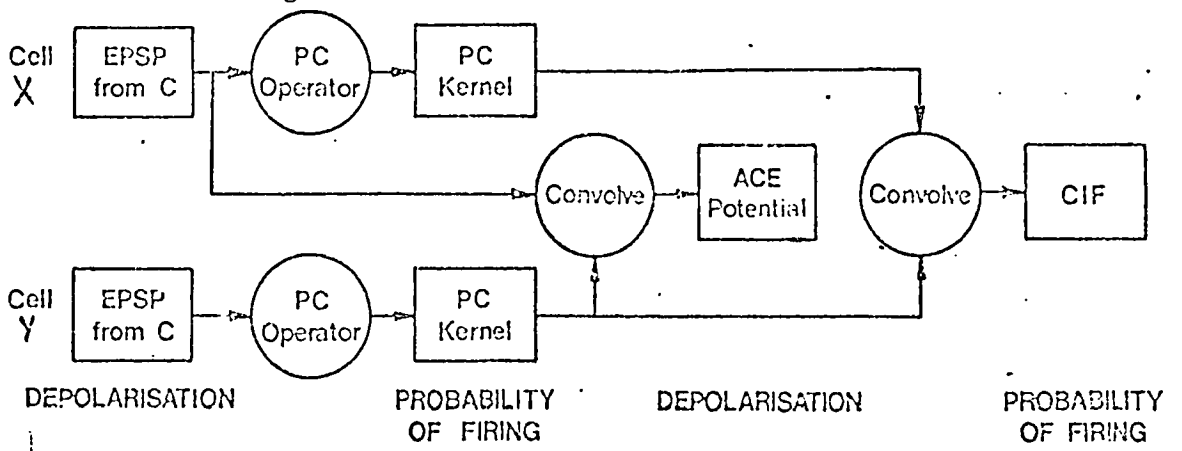 Cell
X
EPSP
from C
PC
Operator
PC
Kernel
Convolve
ACE
Potential
Convolve
CIF
Cell
Y
EPSP
from C
PC
Operator
PC
Kernel
DEPOLARISATION
PROBABILITY
OF FIRING
DEPOLARISATION
PROBABILITY
OF FIRING